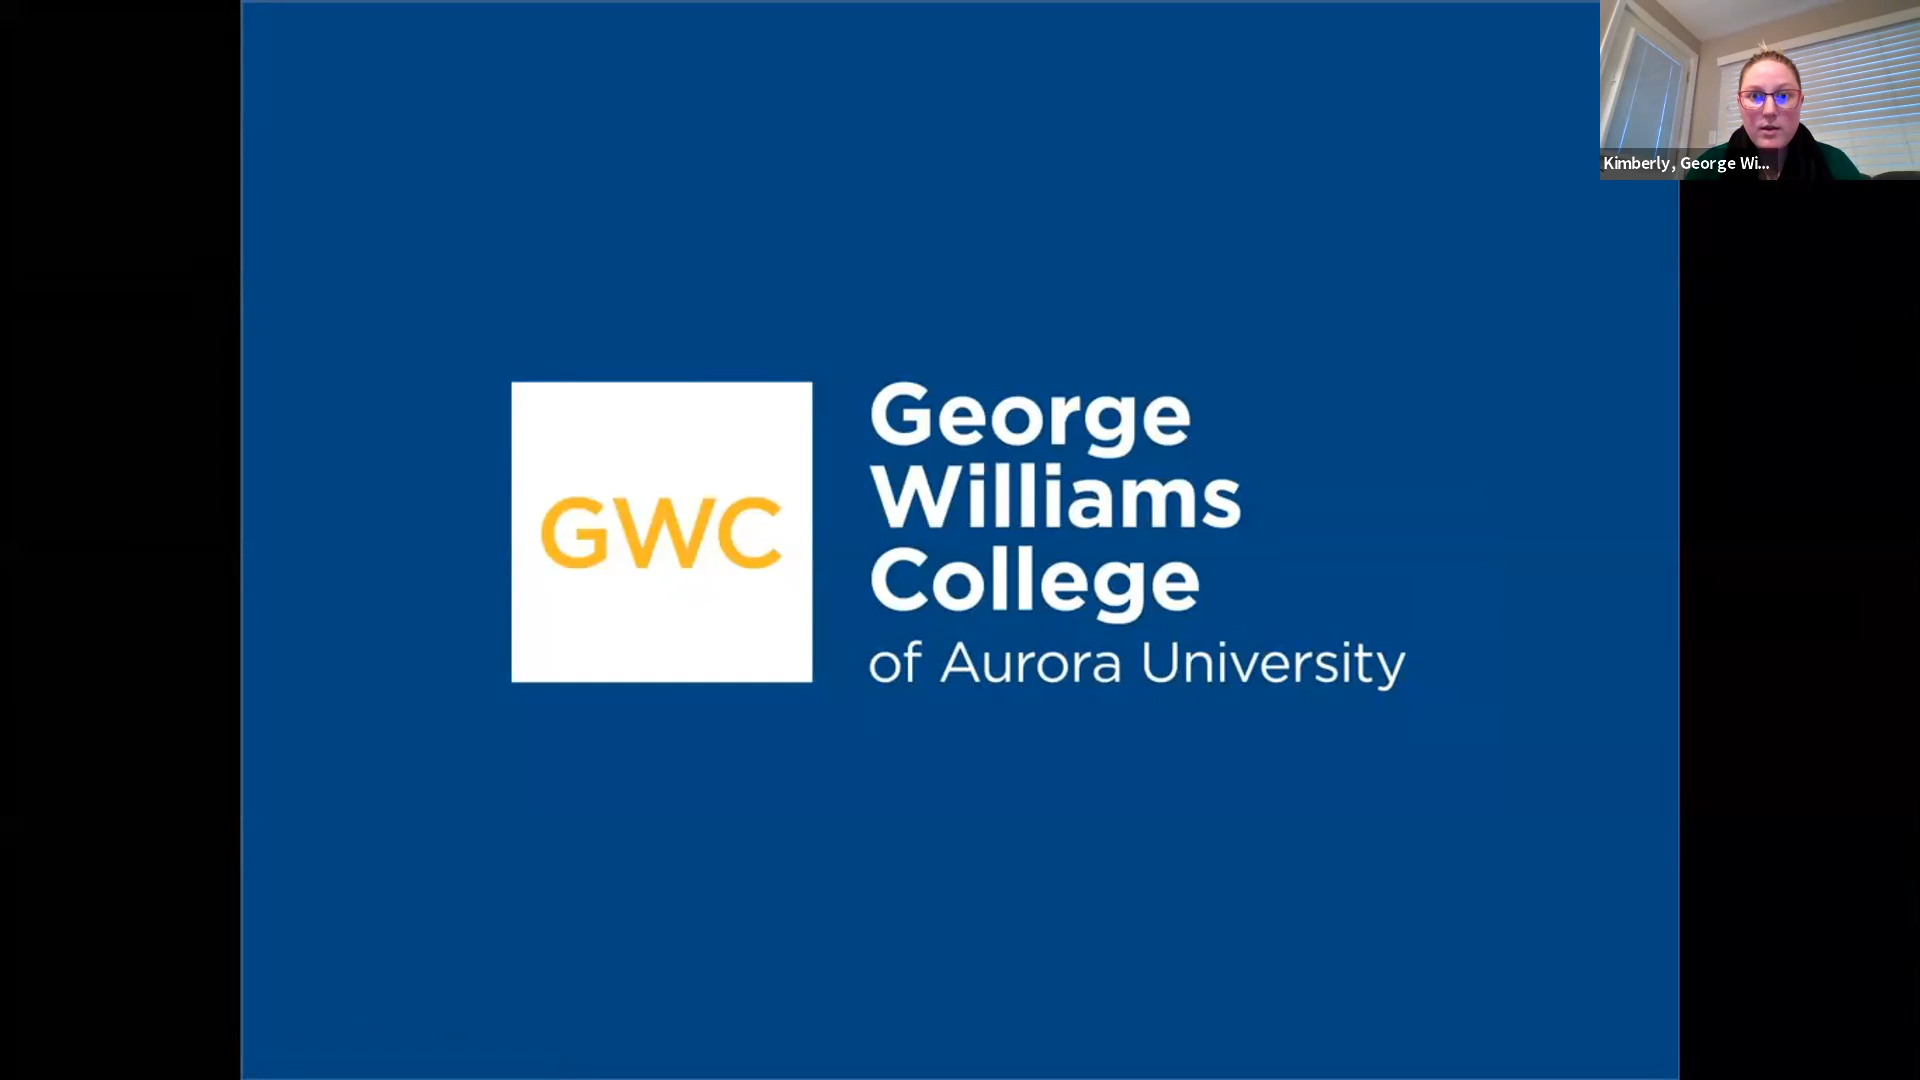 GWC
George
Williams
College
of Aurora University
Kimberly, George Wi...